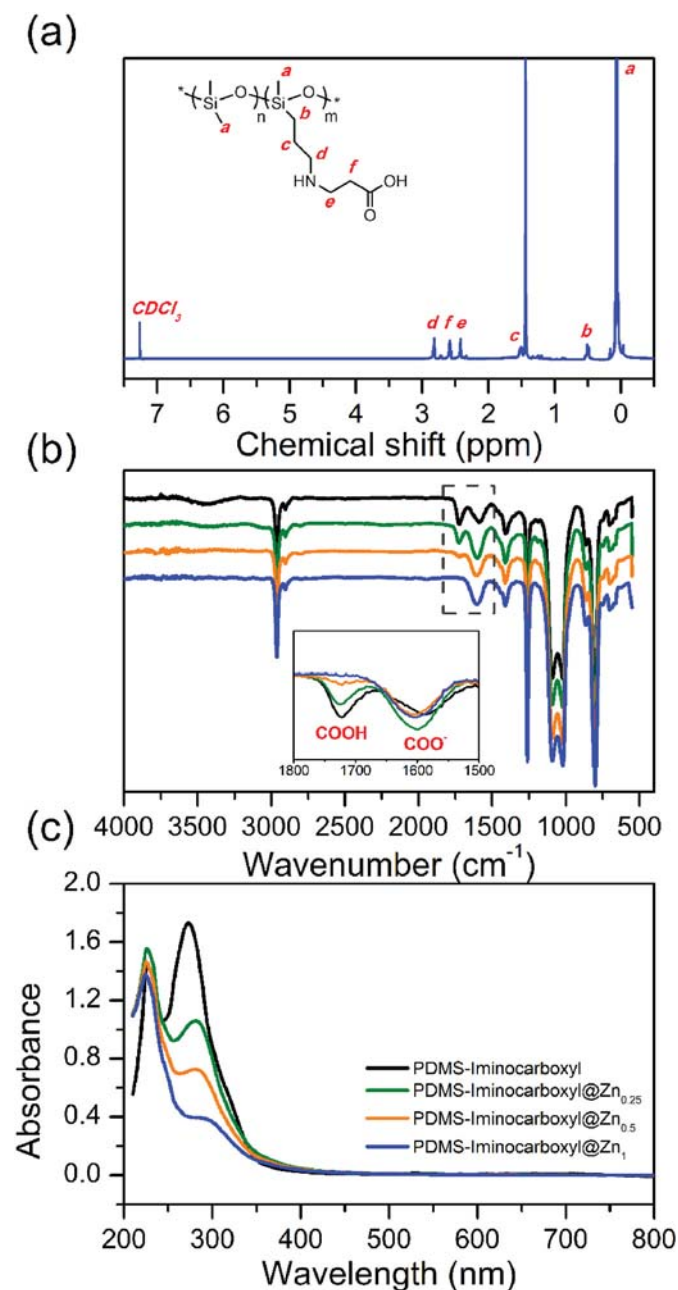 (a)
* Si O n Si O m *
a
a
b
c
d
f
HN
e
OH
O
CDCl₃
d f e
c
b
a
7 6 5 4 3 2 1 0
Chemical shift (ppm)
(b)
COOH
COO⁻
1800 1700 1600 1500
4000 3500 3000 2500 2000 1500 1000 500
Wavenumber (cm⁻¹)
(c)
2.0
1.6
1.2
0.8
0.4
0.0
Absorbance
PDMS-Iminocarboxyl
PDMS-Iminocarboxyl@Zn₀.₂₅
PDMS-Iminocarboxyl@Zn₀.₅
PDMS-Iminocarboxyl@Zn₁
200 300 400 500 600 700 800
Wavelength (nm)